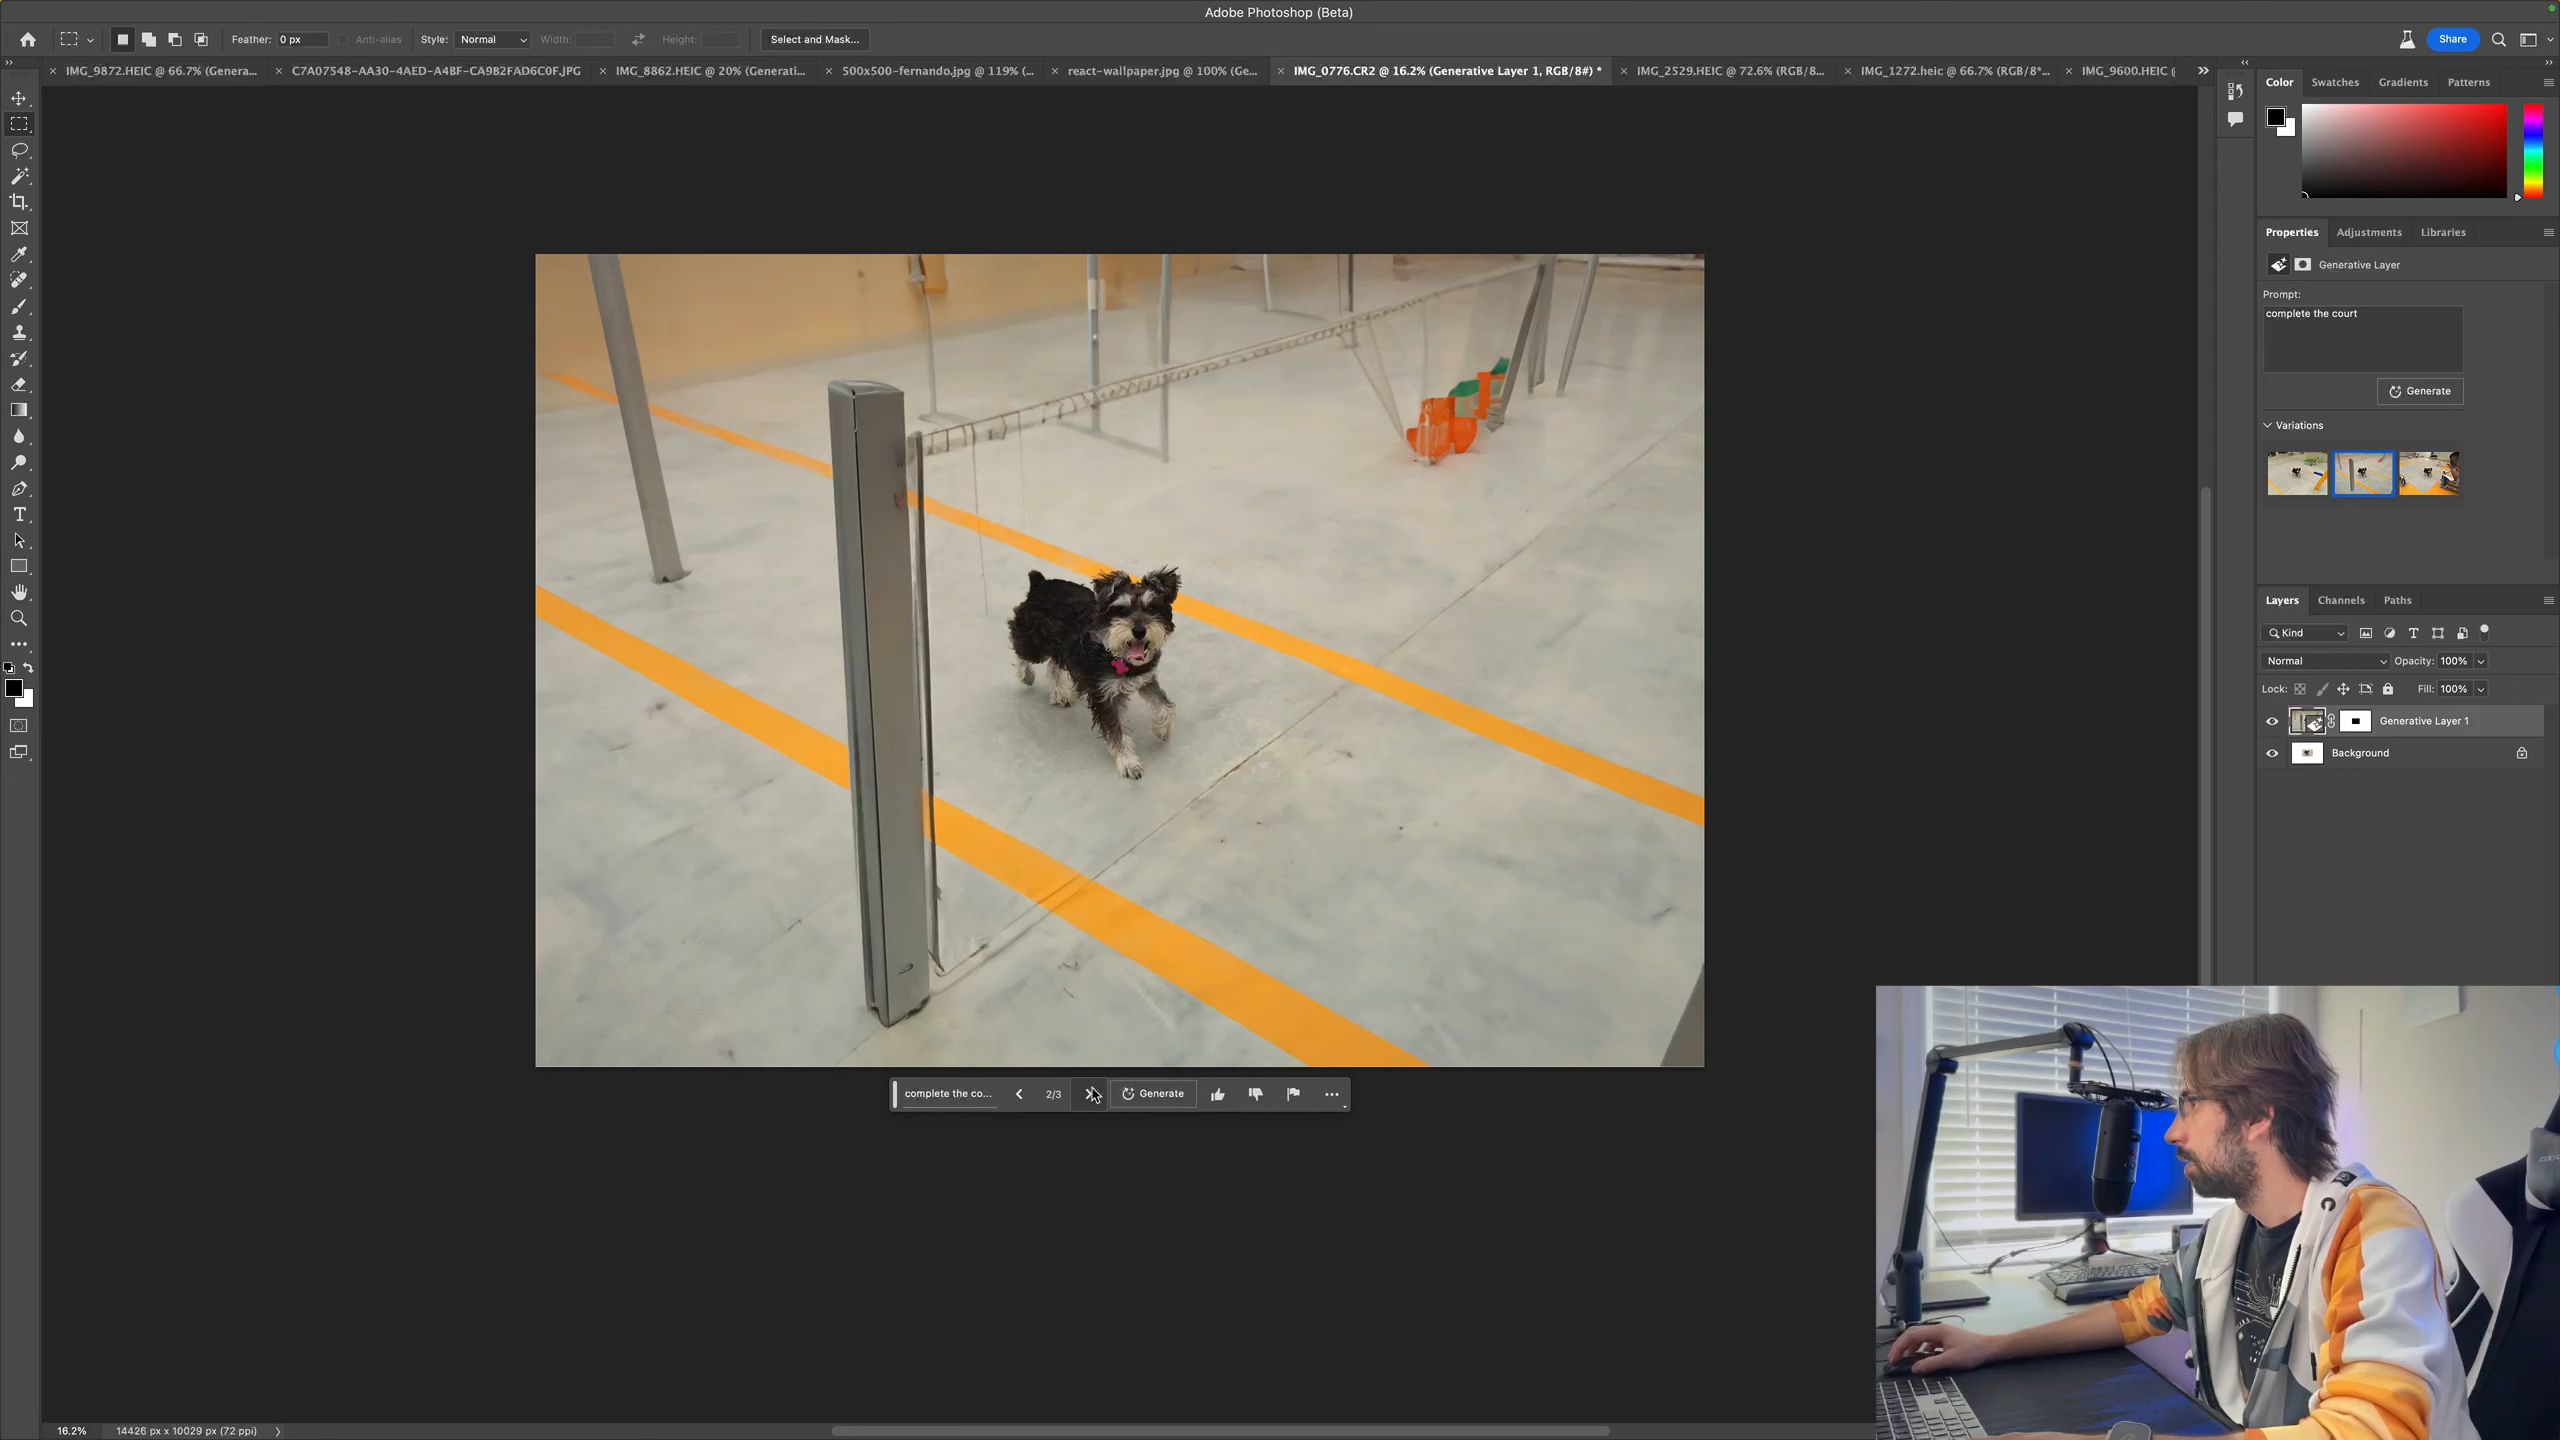 Adobe Photoshop (Beta)
Feather: 0 px Anti-alias Style: Normal Width: Height: Select and Mask... Share
IMG_9872.HEIC @ 66.7% (Genera... C7A07548-AA30-4AED-A4BF-CA9B2FAD6C0F.JPG IMG_8862.HEIC @ 20% (Generati... 500x500-fernando.jpg @ 119% (... react-wallpaper.jpg @ 100% (Ge... IMG_0776.CR2 @ 16.2% (Generative Layer 1, RGB/8#) * IMG_2529.HEIC @ 72.6% (RGB/8... IMG_1272.heic @ 66.7% (RGB/8*... IMG_9600.HEIC
Color Swatches Gradients Patterns
Properties Adjustments Libraries
Generative Layer
Prompt:
complete the court
Generate
Variations
Layers Channels Paths
Kind
Normal Opacity: 100%
Lock: Fill: 100%
Generative Layer 1
Background
complete the co... 2/3 Generate
16.2% 14426 px x 10029 px (72 ppi)